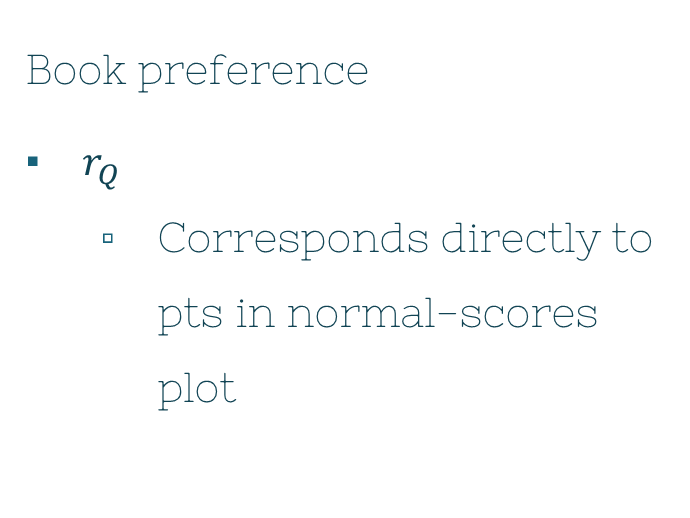 Book preference
▪ r_Q
▫ Corresponds directly to
pts in normal-scores
plot